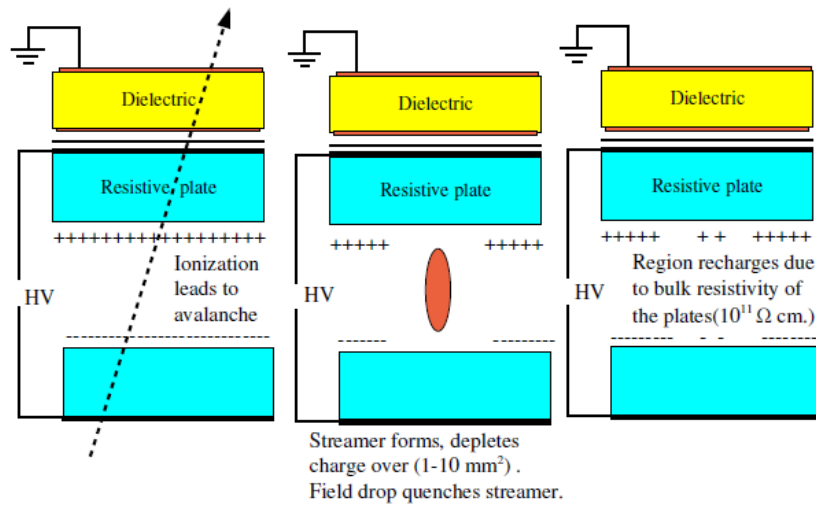 Dielectric
Resistive plate
+++++++++++++++++
Ionization
leads to
avalanche
HV
------------------
Dielectric
Resistive plate
+++++ +++++
HV
------- ---------
Streamer forms, depletes
charge over (1-10 mm²) .
Field drop quenches streamer.
Dielectric
Resistive plate
+++++ + + +++++
Region recharges due
to bulk resistivity of
the plates(10¹¹ Ω cm.)
HV
--------- - - ---------